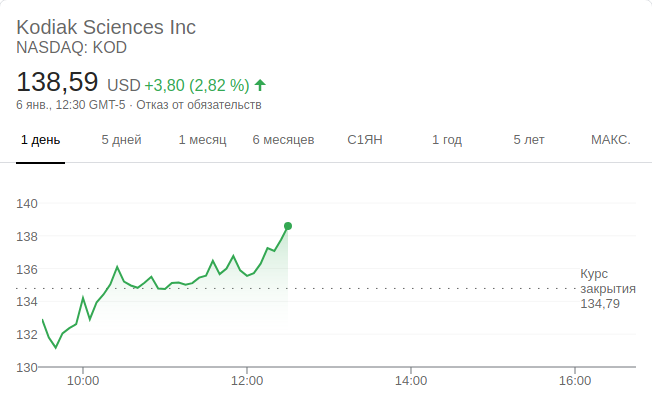 Kodiak Sciences Inc
NASDAQ: KOD
138,59 USD +3,80 (2,82 %)
6 янв., 12:30 GMT-5 · Отказ от обязательств
1 день 5 дней 1 месяц 6 месяцев С1ЯН 1 год 5 лет МАКС.
140
138
136
134
132
130
Курс
закрытия
134,79
10:00 12:00 14:00 16:00